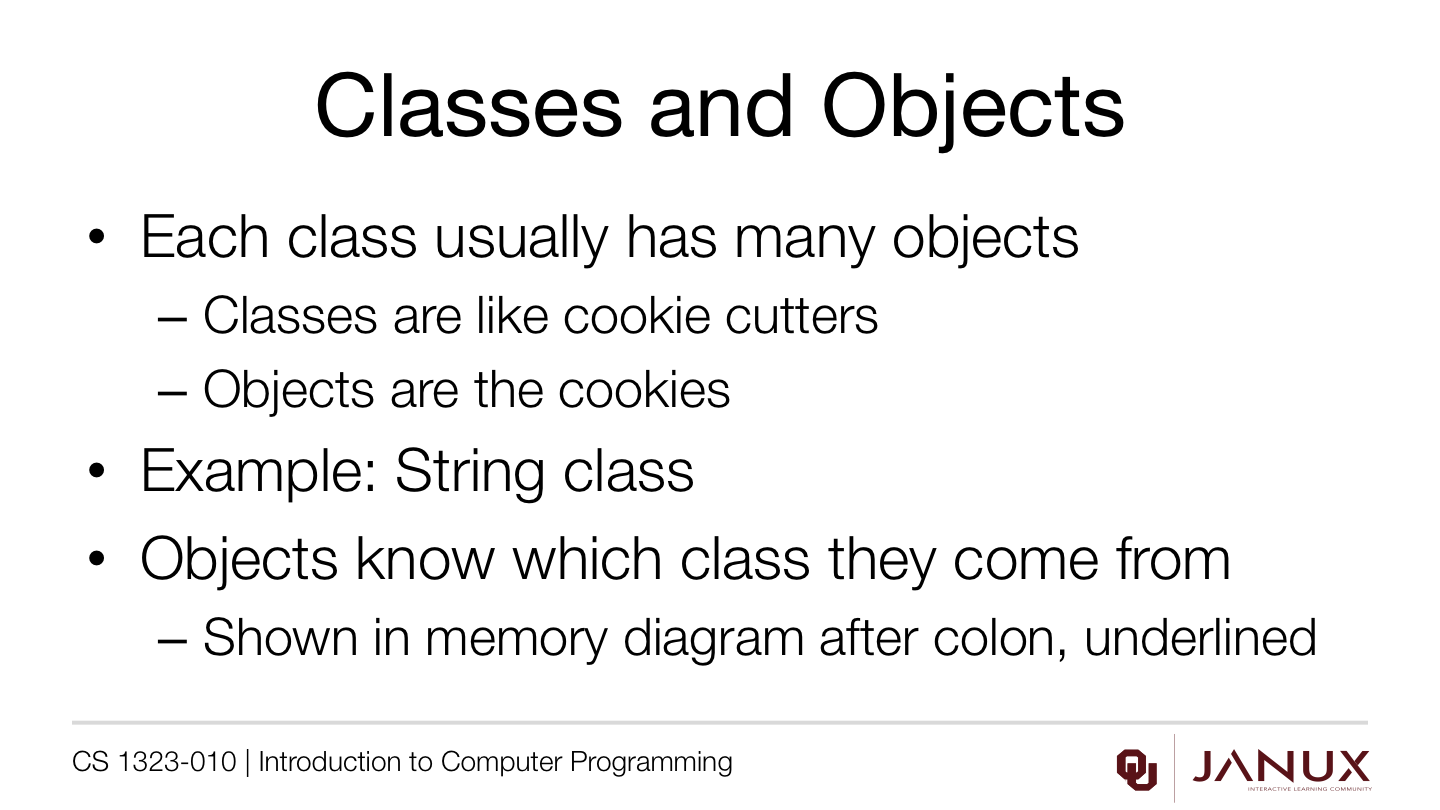 Classes and Objects
• Each class usually has many objects
– Classes are like cookie cutters
– Objects are the cookies
• Example: String class
• Objects know which class they come from
– Shown in memory diagram after colon, underlined
CS 1323-010 | Introduction to Computer Programming
OU
JANUX
INTERACTIVE LEARNING COMMUNITY